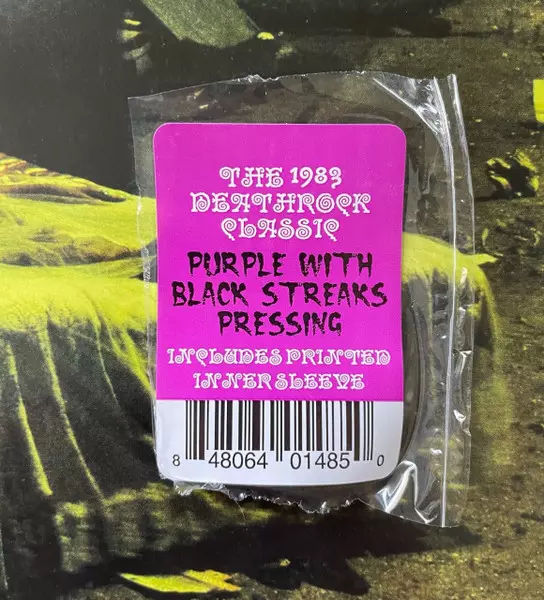 THE 1983
DEATHROCK
CLASSIC
PURPLE WITH
BLACK STREAKS
PRESSING
INCLUDES PRINTED
INNER SLEEVE
8 48064 01485 0